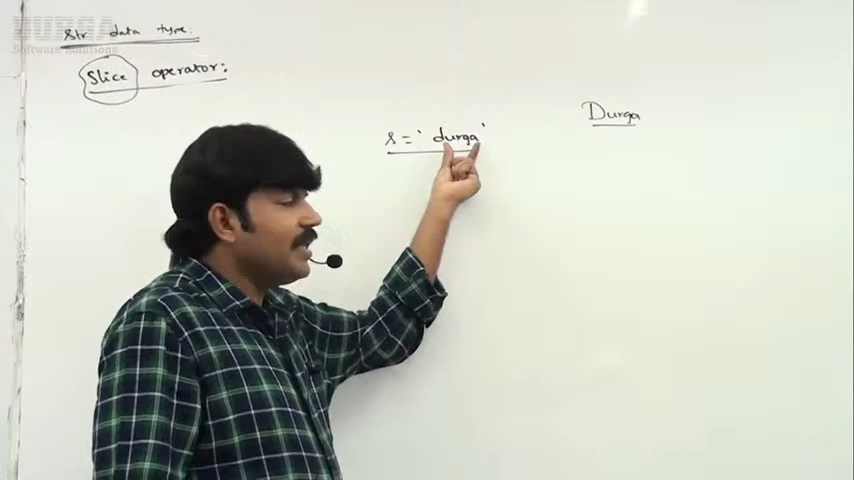 DURGA
Software Solutions
str data type:
Slice operator:
s = ' durga '
Durga